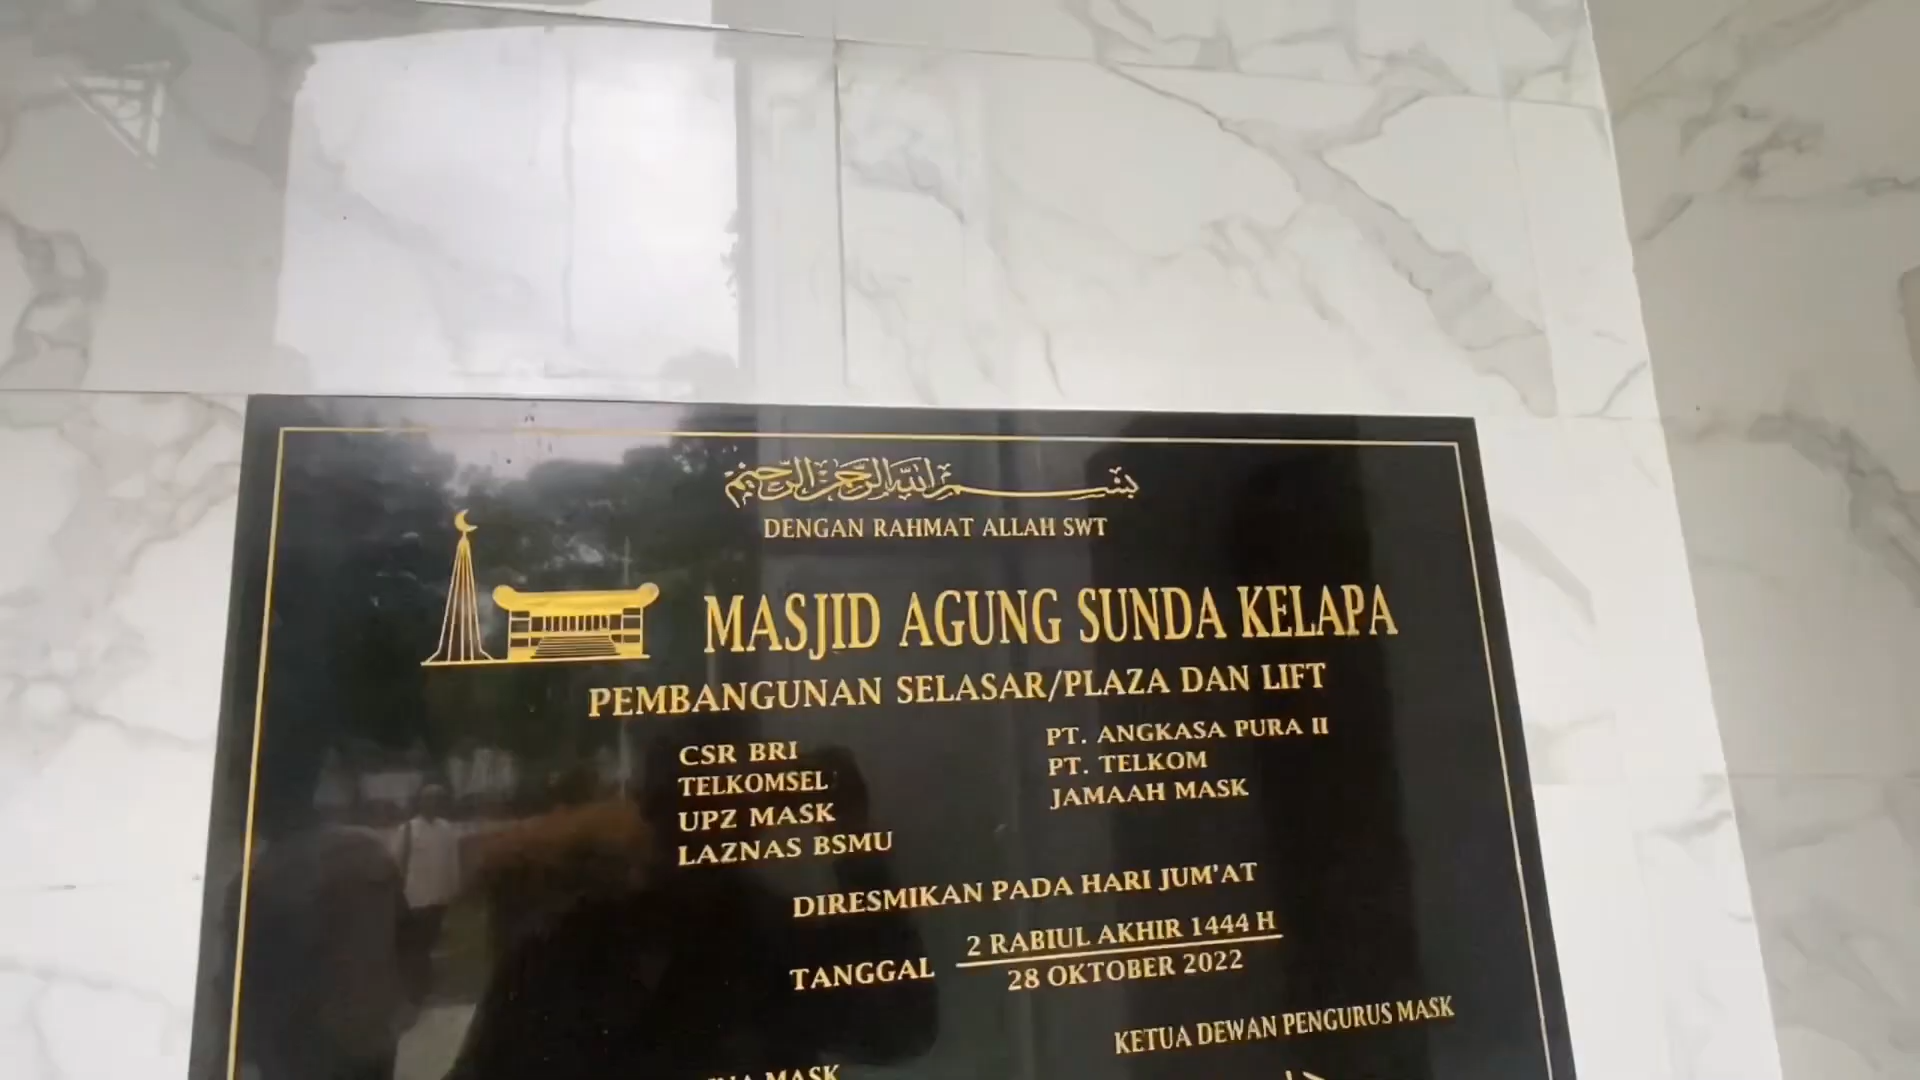 بسم الله الرحمن الرحيم
DENGAN RAHMAT ALLAH SWT
MASJID AGUNG SUNDA KELAPA
PEMBANGUNAN SELASAR/PLAZA DAN LIFT
CSR BRI
TELKOMSEL
UPZ MASK
LAZNAS BSMU
PT. ANGKASA PURA II
PT. TELKOM
JAMAAH MASK
DIRESMIKAN PADA HARI JUM'AT
TANGGAL 2 RABIUL AKHIR 1444 H
28 OKTOBER 2022
KETUA DEWAN PENGURUS MASK
MASK